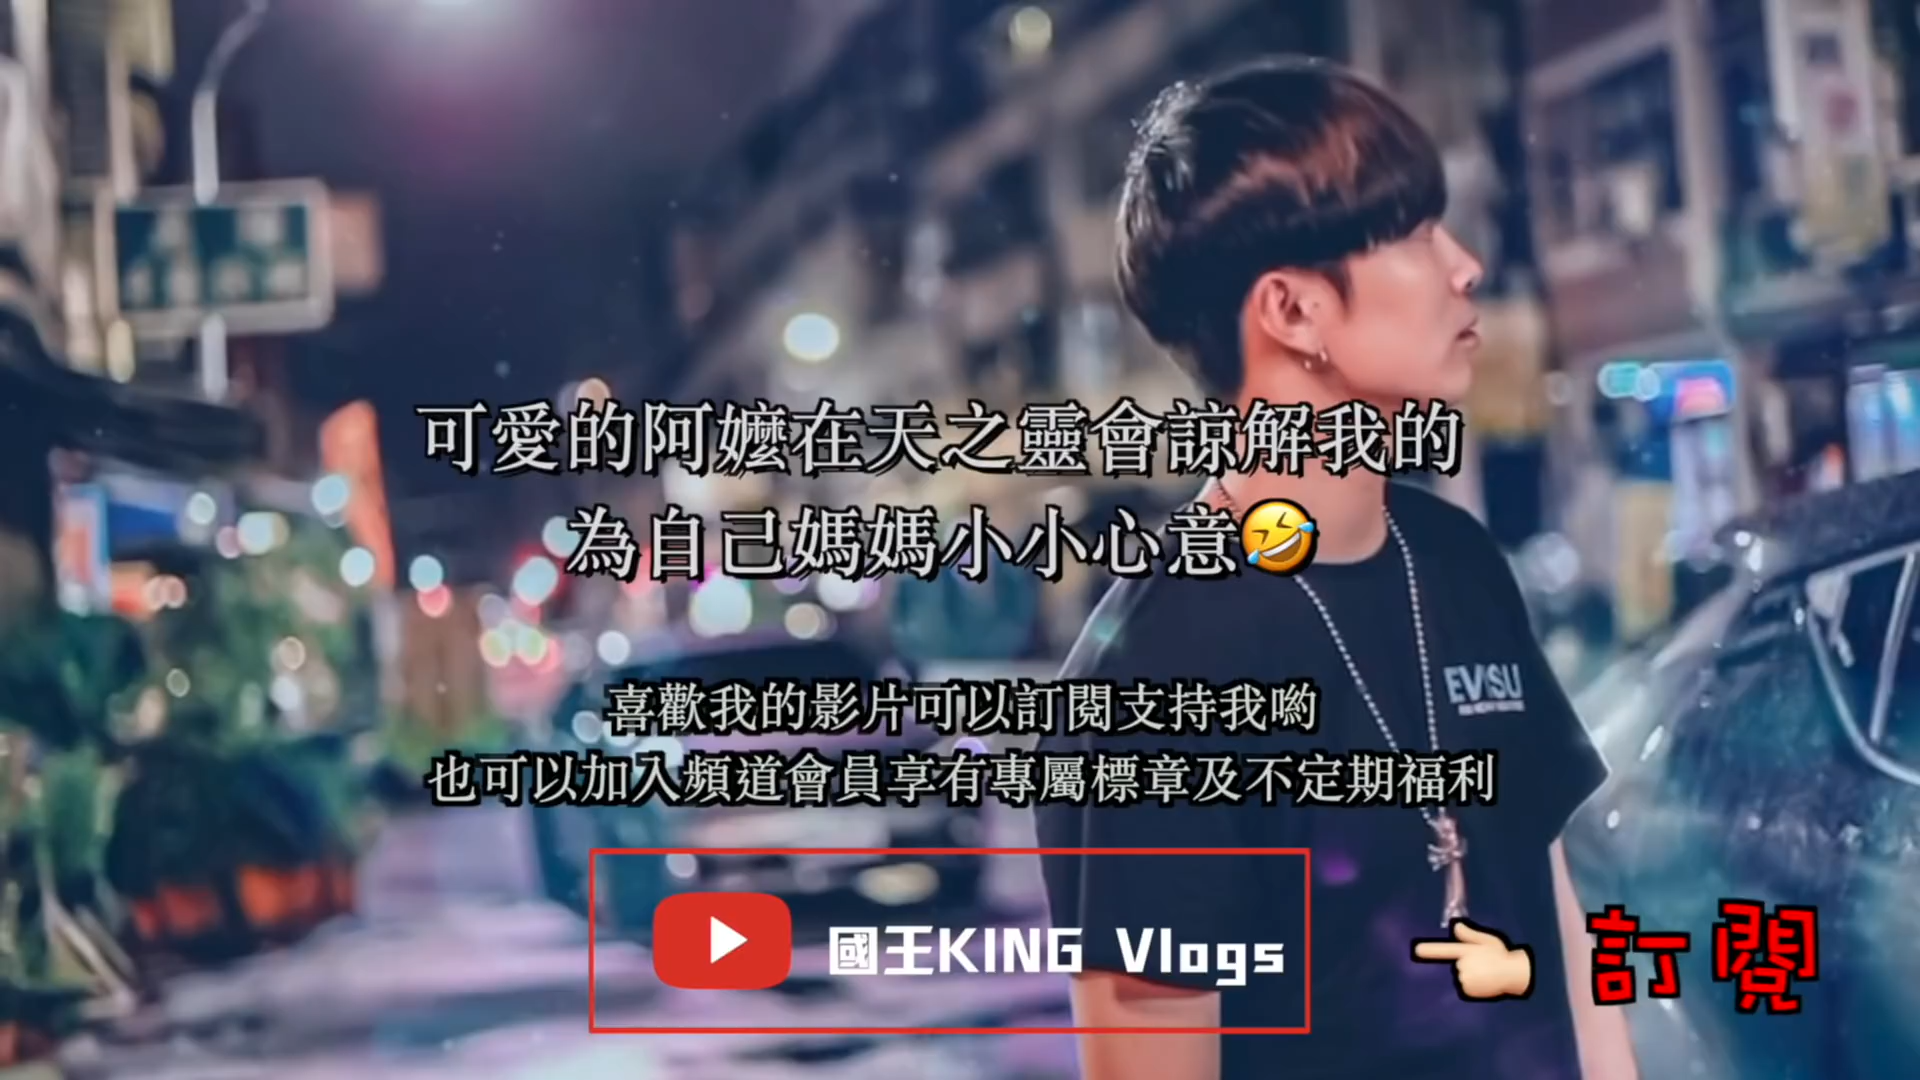 可愛的阿嬤在天之靈會諒解我的
為自己媽媽小小心意🤣
EVISU
喜歡我的影片可以訂閱支持我喲
也可以加入頻道會員享有專屬標章及不定期福利
國王KING Vlogs
訂閱